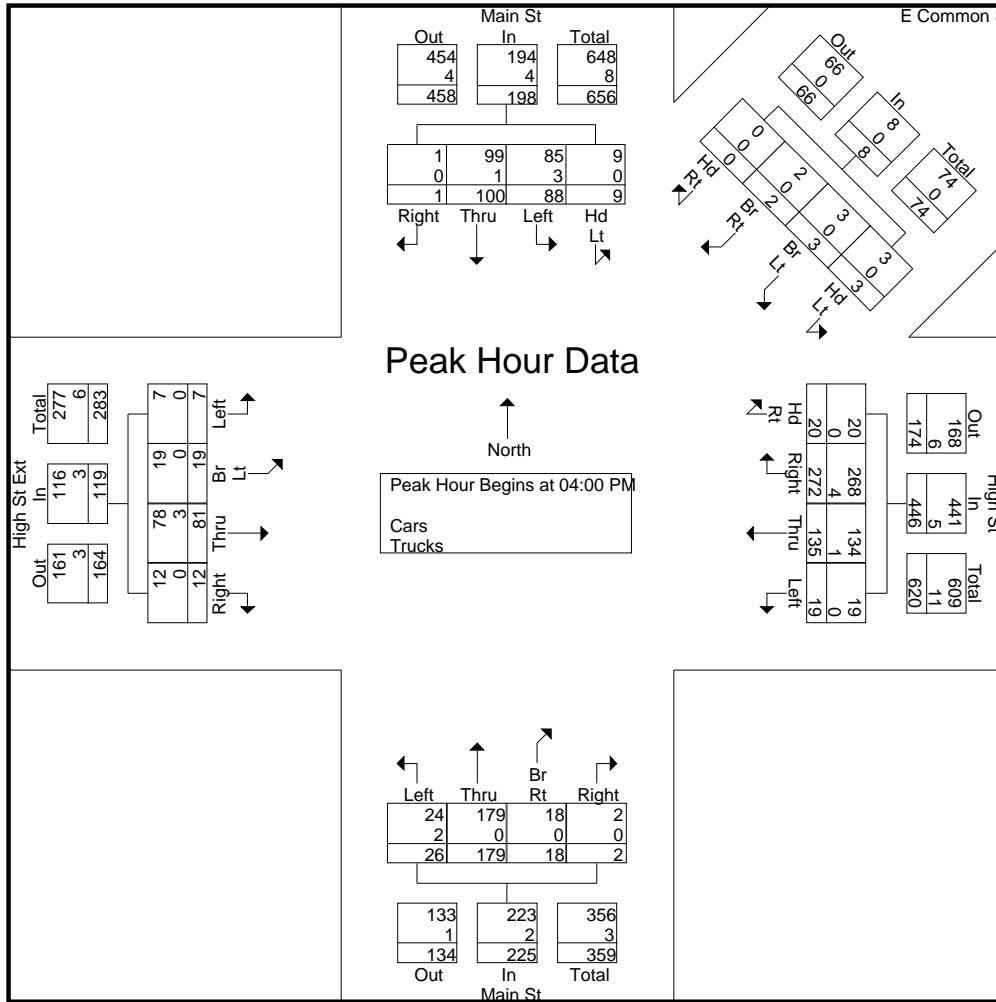 Main St
Out In Total
454 194 648
4 4 8
458 198 656
1 99 85 9
0 1 3 0
1 100 88 9
Right Thru Left Hd
Lt
E Common
Out
66
0
66
In
8
0
8
Total
74
0
74
0 2 3 3
0 0 0 0
0 2 3 3
Hd
Rt
Br
Rt
Br
Lt
Hd
Lt
Peak Hour Data
North
Peak Hour Begins at 04:00 PM
Cars
Trucks
High St Ext
Total
277
6
283
In
116
3
119
Out
161
3
164
7 0 7
Left
19 0 19
Br
Lt
78 3 81
Thru
12 0 12
Right
Hd
Rt
20 0 20
Right
272 4 268
Thru
135 1 134
Left
19 0 19
Out
168
6
174
In
441
5
446
Total
609
11
620
High St
Br
Left Thru Rt Right
24 179 18 2
2 0 0 0
26 179 18 2
133 223 356
1 2 3
134 225 359
Out In Total
Main St